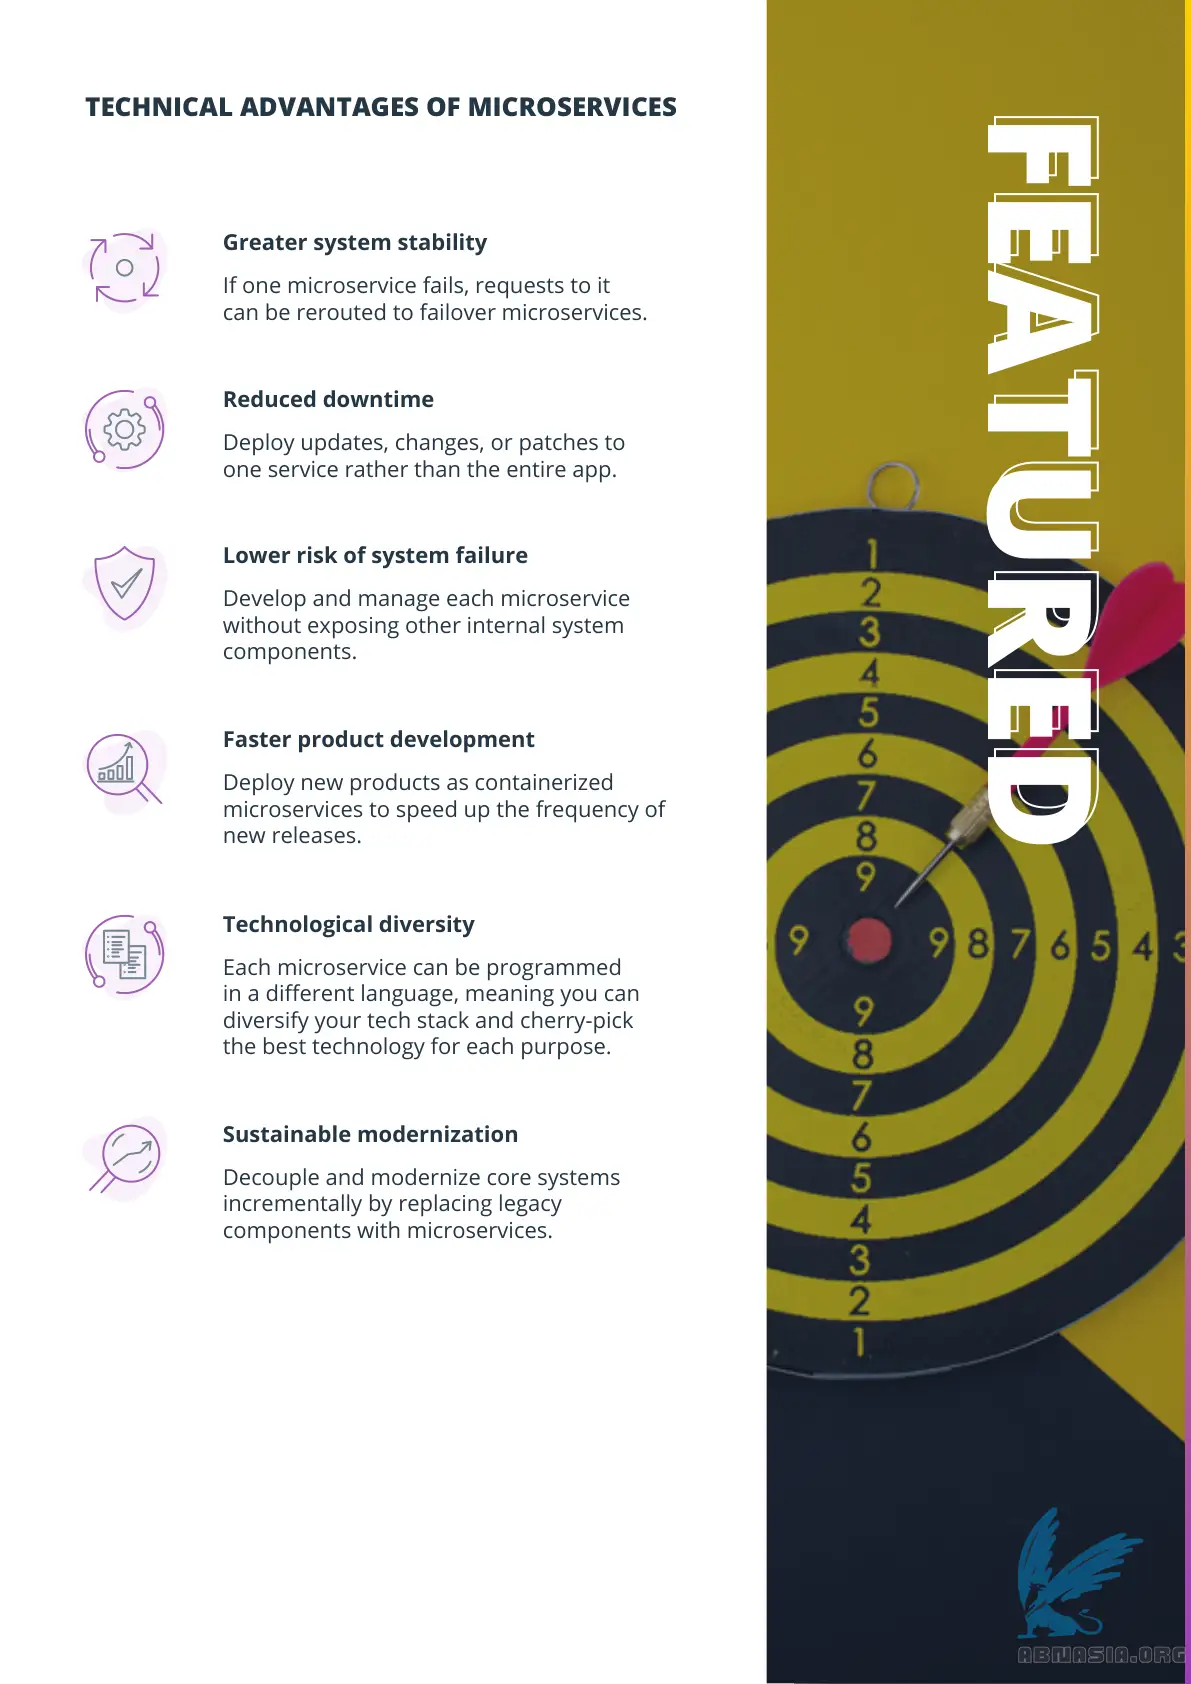 TECHNICAL ADVANTAGES OF MICROSERVICES
Greater system stability
If one microservice fails, requests to it
can be rerouted to failover microservices.
Reduced downtime
Deploy updates, changes, or patches to
one service rather than the entire app.
Lower risk of system failure
Develop and manage each microservice
without exposing other internal system
components.
Faster product development
Deploy new products as containerized
microservices to speed up the frequency of
new releases.
Technological diversity
Each microservice can be programmed
in a different language, meaning you can
diversify your tech stack and cherry-pick
the best technology for each purpose.
Sustainable modernization
Decouple and modernize core systems
incrementally by replacing legacy
components with microservices.
FEATURED
1
2
3
4
5
6
7
8
9
9 9 8 7 6 5 4 3
9
8
7
6
5
4
3
2
1
ABNASIA.ORG